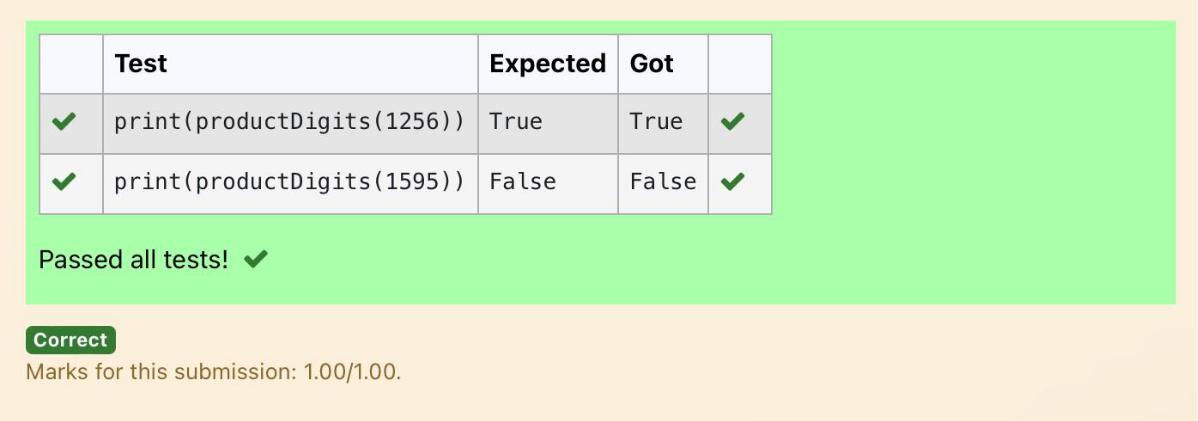 Test Expected Got
print(productDigits(1256)) True True
print(productDigits(1595)) False False
Passed all tests!
Correct
Marks for this submission: 1.00/1.00.